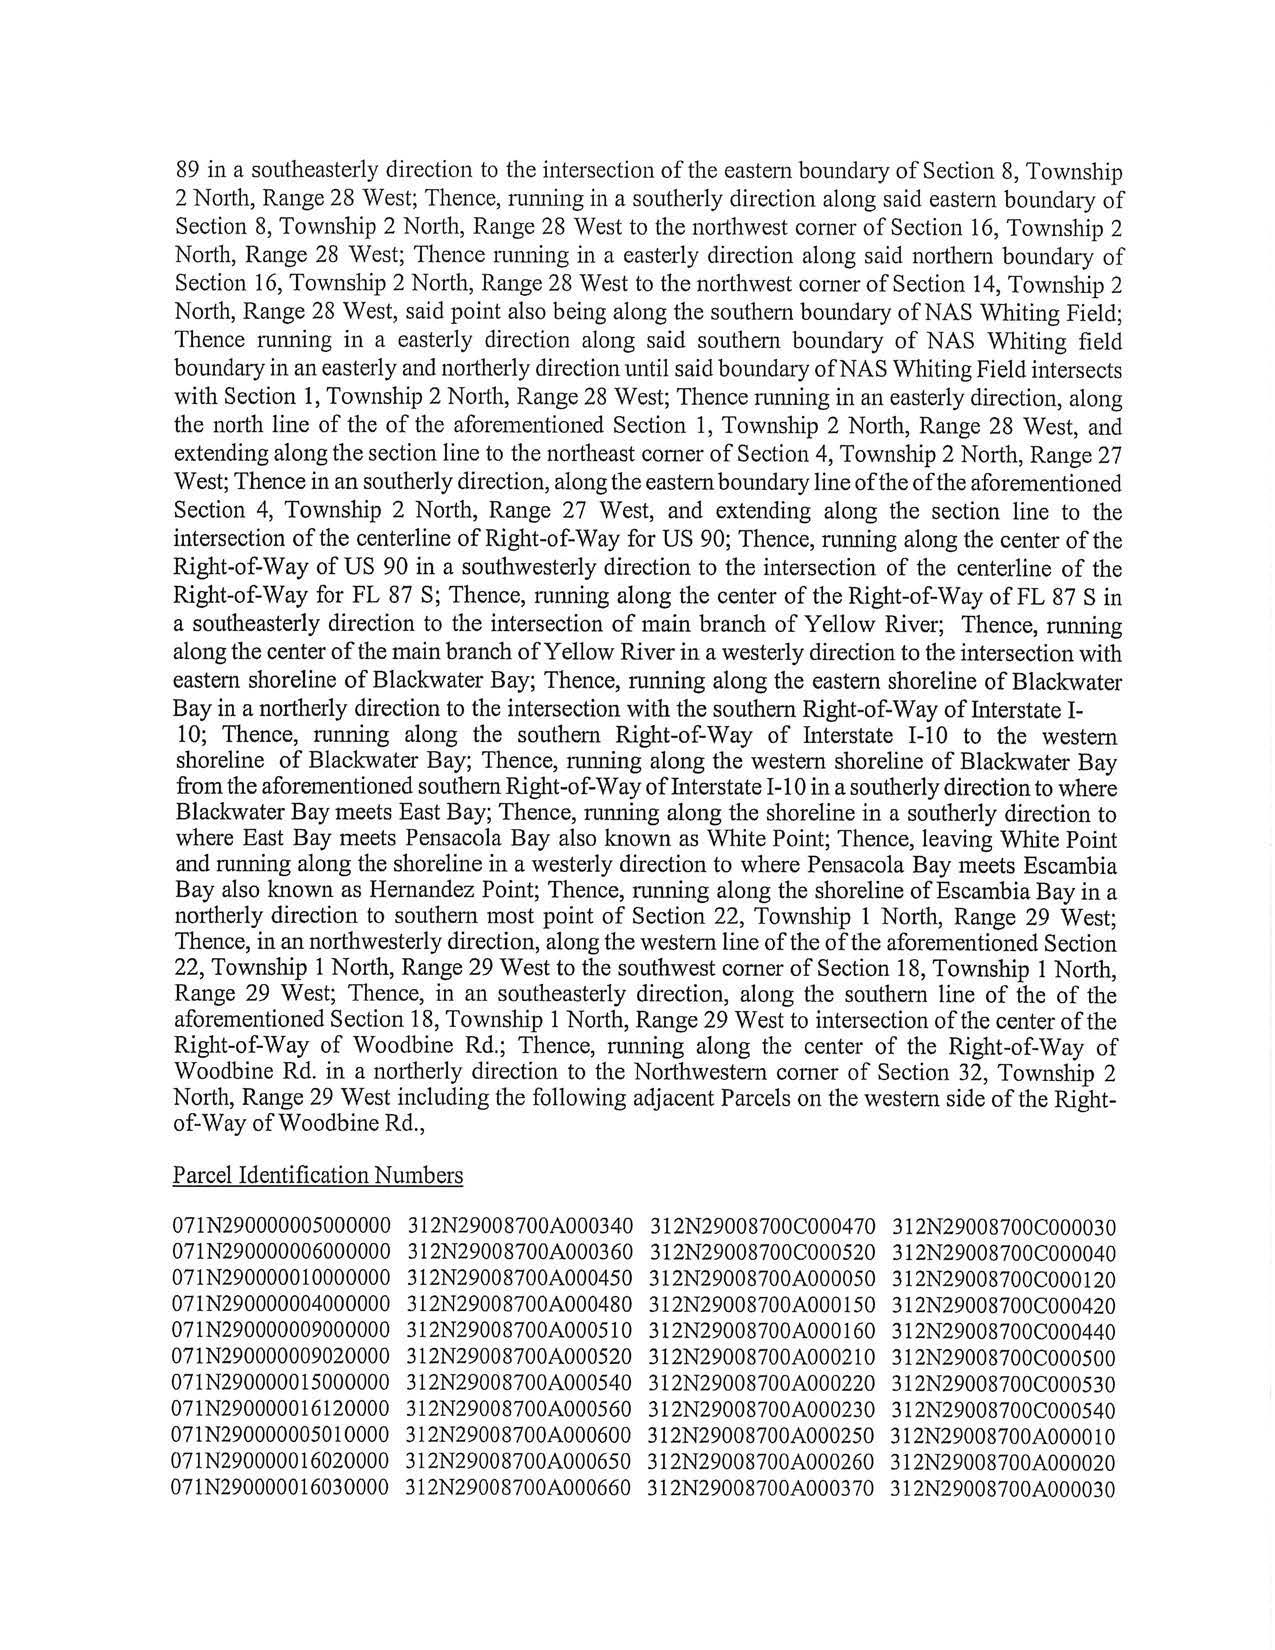 89 in a southeasterly direction to the intersection of the eastern boundary of Section 8, Township
2 North, Range 28 West; Thence, running in a southerly direction along said eastern boundary of
Section 8, Township 2 North, Range 28 West to the northwest corner of Section 16, Township 2
North, Range 28 West; Thence running in a easterly direction along said northern boundary of
Section 16, Township 2 North, Range 28 West to the northwest corner of Section 14, Township 2
North, Range 28 West, said point also being along the southern boundary of NAS Whiting Field;
Thence running in a easterly direction along said southern boundary of NAS Whiting field
boundary in an easterly and northerly direction until said boundary of NAS Whiting Field intersects
with Section 1, Township 2 North, Range 28 West; Thence running in an easterly direction, along
the north line of the of the aforementioned Section 1, Township 2 North, Range 28 West, and
extending along the section line to the northeast corner of Section 4, Township 2 North, Range 27
West; Thence in an southerly direction, along the eastern boundary line of the of the aforementioned
Section 4, Township 2 North, Range 27 West, and extending along the section line to the
intersection of the centerline of Right-of-Way for US 90; Thence, running along the center of the
Right-of-Way of US 90 in a southwesterly direction to the intersection of the centerline of the
Right-of-Way for FL 87 S; Thence, running along the center of the Right-of-Way of FL 87 S in
a southeasterly direction to the intersection of main branch of Yellow River; Thence, running
along the center of the main branch of Yellow River in a westerly direction to the intersection with
eastern shoreline of Blackwater Bay; Thence, running along the eastern shoreline of Blackwater
Bay in a northerly direction to the intersection with the southern Right-of-Way of Interstate I-
10; Thence, running along the southern Right-of-Way of Interstate I-10 to the western
shoreline of Blackwater Bay; Thence, running along the western shoreline of Blackwater Bay
from the aforementioned southern Right-of-Way of Interstate I-10 in a southerly direction to where
Blackwater Bay meets East Bay; Thence, running along the shoreline in a southerly direction to
where East Bay meets Pensacola Bay also known as White Point; Thence, leaving White Point
and running along the shoreline in a westerly direction to where Pensacola Bay meets Escambia
Bay also known as Hernandez Point; Thence, running along the shoreline of Escambia Bay in a
northerly direction to southern most point of Section 22, Township 1 North, Range 29 West;
Thence, in an northwesterly direction, along the western line of the of the aforementioned Section
22, Township 1 North, Range 29 West to the southwest corner of Section 18, Township 1 North,
Range 29 West; Thence, in an southeasterly direction, along the southern line of the of the
aforementioned Section 18, Township 1 North, Range 29 West to intersection of the center of the
Right-of-Way of Woodbine Rd.; Thence, running along the center of the Right-of-Way of
Woodbine Rd. in a northerly direction to the Northwestern corner of Section 32, Township 2
North, Range 29 West including the following adjacent Parcels on the western side of the Right-
of-Way of Woodbine Rd.,
Parcel Identification Numbers
071N290000005000000 312N29008700A000340 312N29008700C000470 312N29008700C000030
071N290000006000000 312N29008700A000360 312N29008700C000520 312N29008700C000040
071N290000010000000 312N29008700A000450 312N29008700A000050 312N29008700C000120
071N290000004000000 312N29008700A000480 312N29008700A000150 312N29008700C000420
071N290000009000000 312N29008700A000510 312N29008700A000160 312N29008700C000440
071N290000009020000 312N29008700A000520 312N29008700A000210 312N29008700C000500
071N290000015000000 312N29008700A000540 312N29008700A000220 312N29008700C000530
071N290000016120000 312N29008700A000560 312N29008700A000230 312N29008700C000540
071N290000005010000 312N29008700A000600 312N29008700A000250 312N29008700A000010
071N290000016020000 312N29008700A000650 312N29008700A000260 312N29008700A000020
071N290000016030000 312N29008700A000660 312N29008700A000370 312N29008700A000030